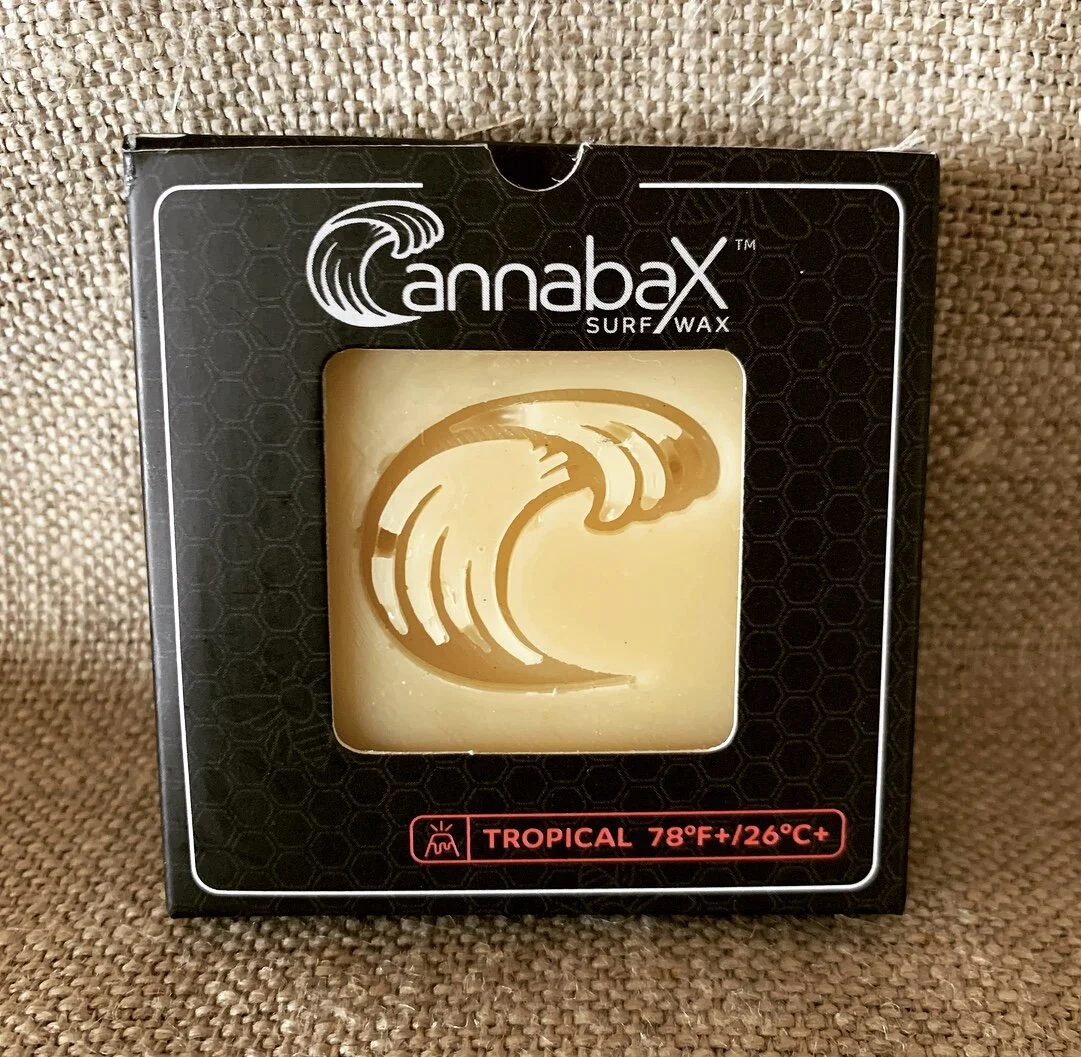 CannabaX™
SURF WAX
TROPICAL 78°F+/26°C+